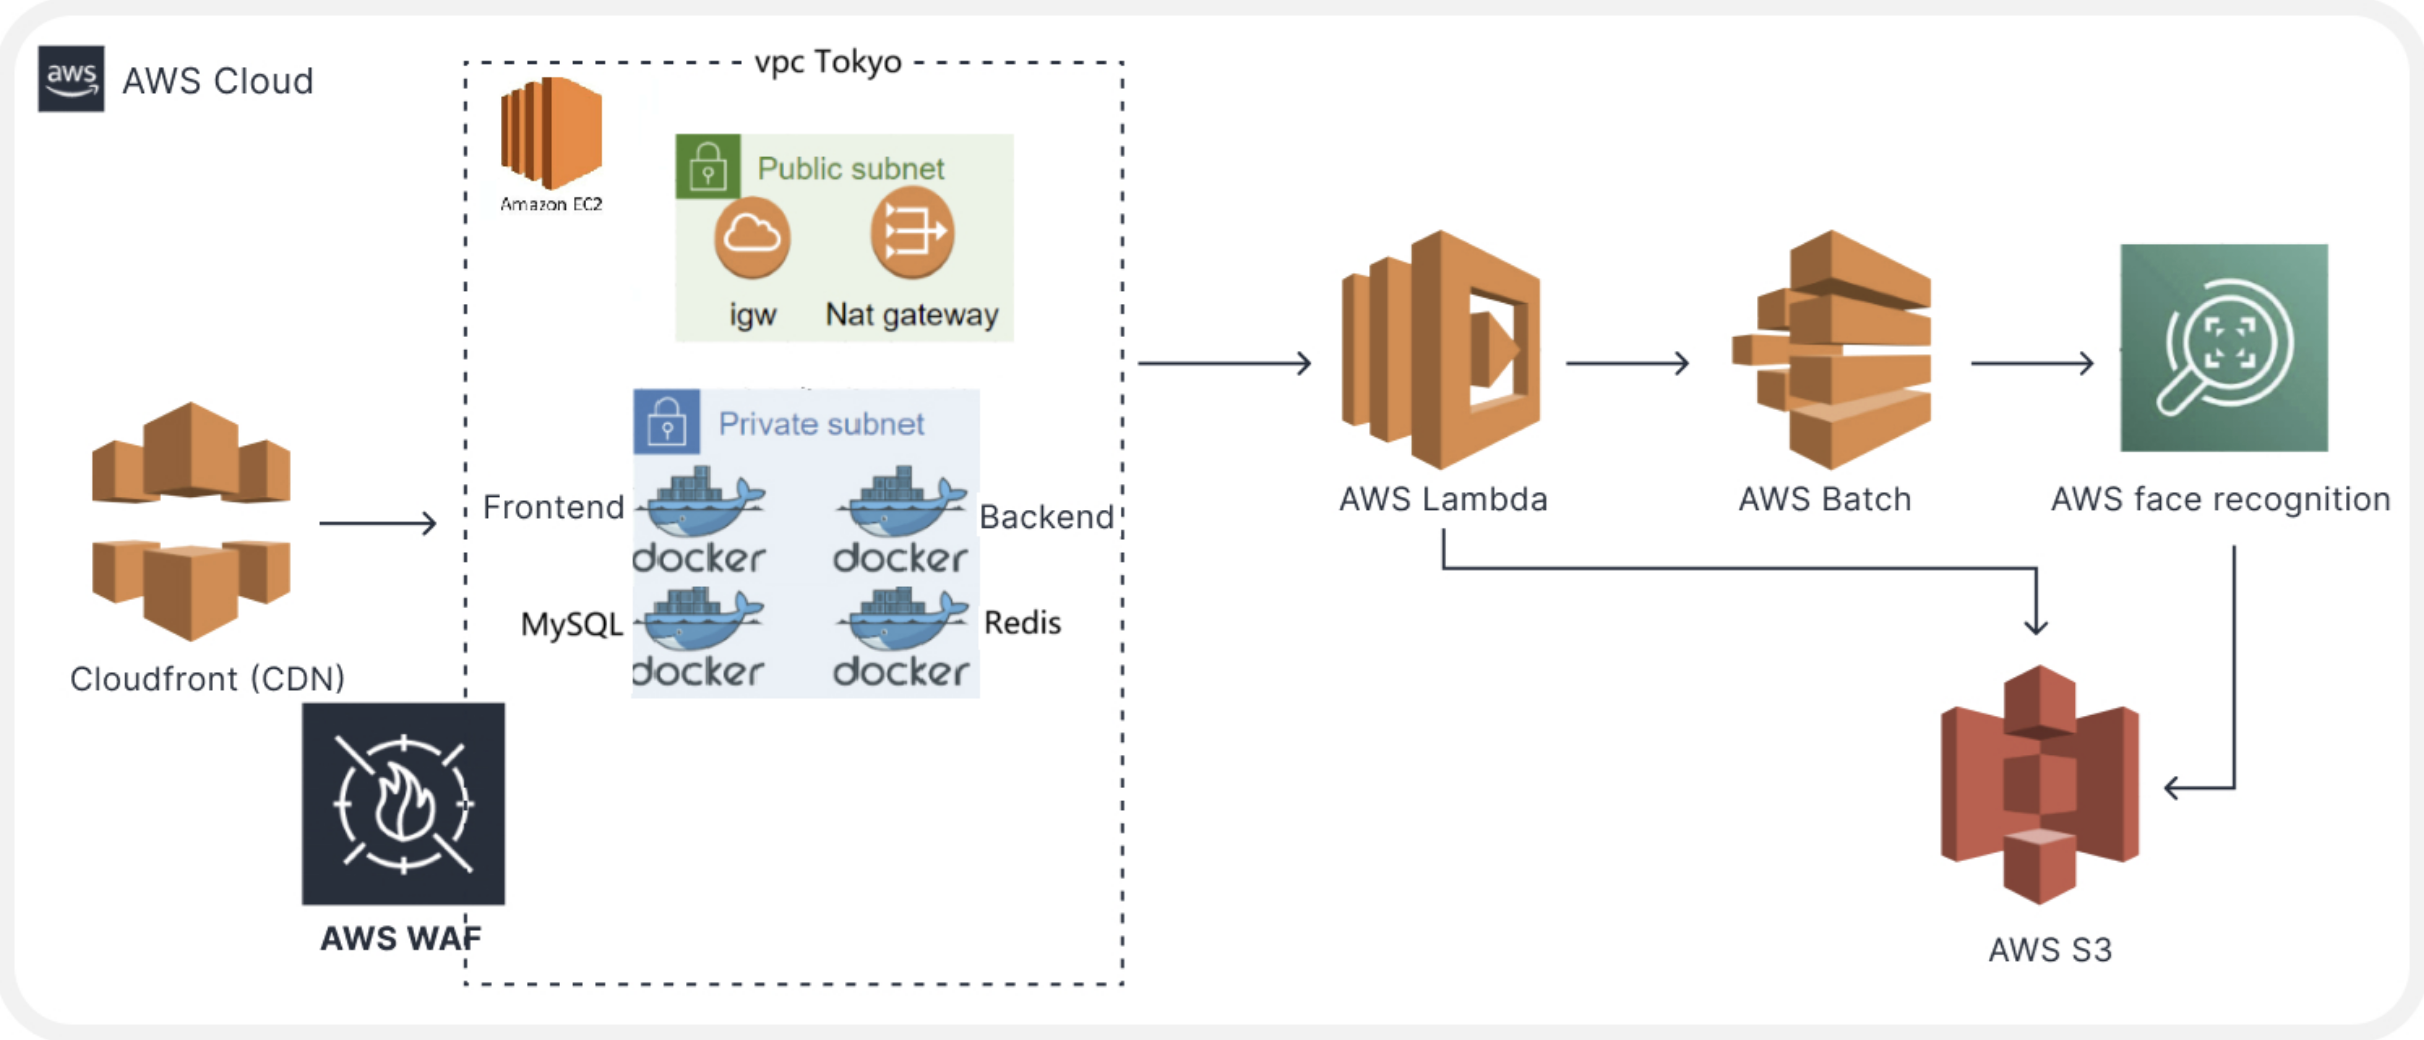 aws
AWS Cloud
vpc Tokyo
Amazon EC2
Public subnet
igw
Nat gateway
Private subnet
Frontend
docker
docker
Backend
MySQL
docker
docker
Redis
Cloudfront (CDN)
AWS WAF
AWS Lambda
AWS Batch
AWS face recognition
AWS S3